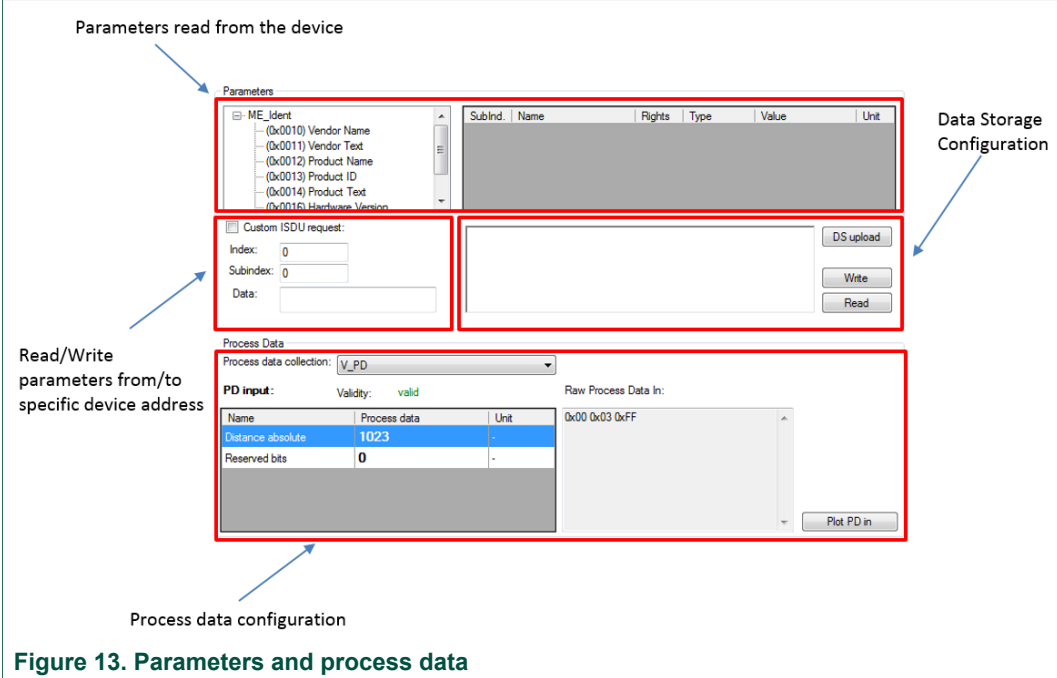 Parameters read from the device
Parameters
ME_Ident
(0x0010) Vendor Name
(0x0011) Vendor Text
(0x0012) Product Name
(0x0013) Product ID
(0x0014) Product Text
(0x0016) Hardware Version
SubInd. Name Rights Type Value Unit
Data Storage
Configuration
Custom ISDU request:
Index: 0
Subindex: 0
Data:
DS upload
Write
Read
Read/Write
parameters from/to
specific device address
Process Data
Process data collection: V_PD
PD input: Validity: valid
Raw Process Data In:
Name Process data Unit
Distance absolute 1023 -
Reserved bits 0 -
0x00 0x03 0xFF
Plot PD in
Process data configuration
Figure 13. Parameters and process data